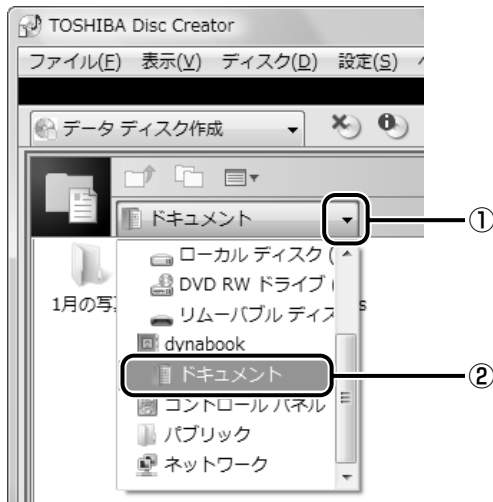 TOSHIBA Disc Creator
ファイル(F) 表示(V) ディスク(D) 設定(S)
データ ディスク作成
ドキュメント
①
ローカル ディスク (
DVD RW ドライブ
1月の写
リムーバブル ディス
s
dynabook
ドキュメント
②
コントロール パネル
パブリック
ネットワーク